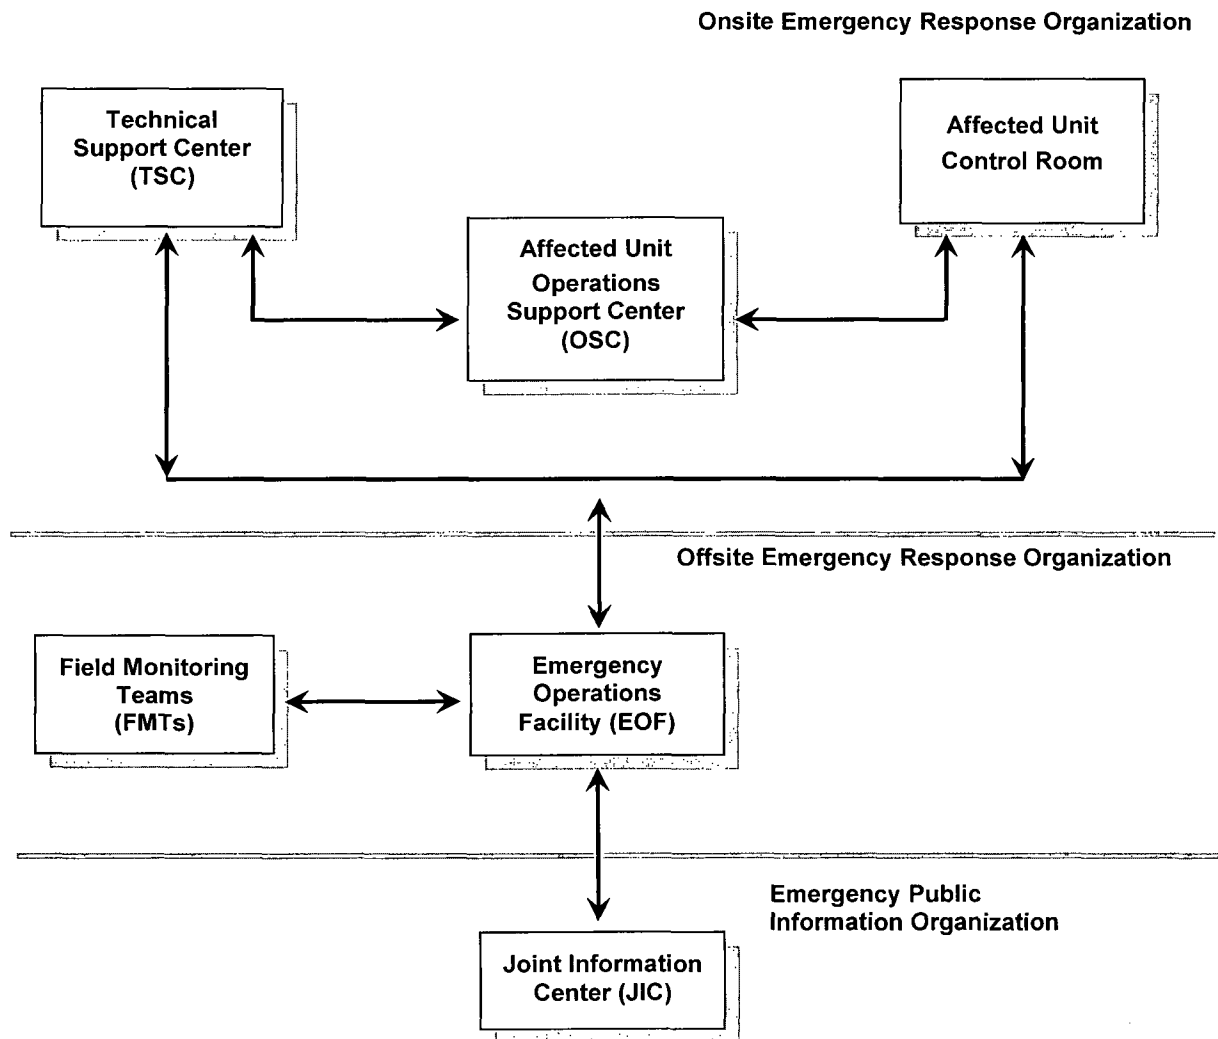 Onsite Emergency Response Organization
Technical
Support Center
(TSC)
Affected Unit
Control Room
Affected Unit
Operations
Support Center
(OSC)
Offsite Emergency Response Organization
Field Monitoring
Teams
(FMTs)
Emergency
Operations
Facility (EOF)
Emergency Public
Information Organization
Joint Information
Center (JIC)